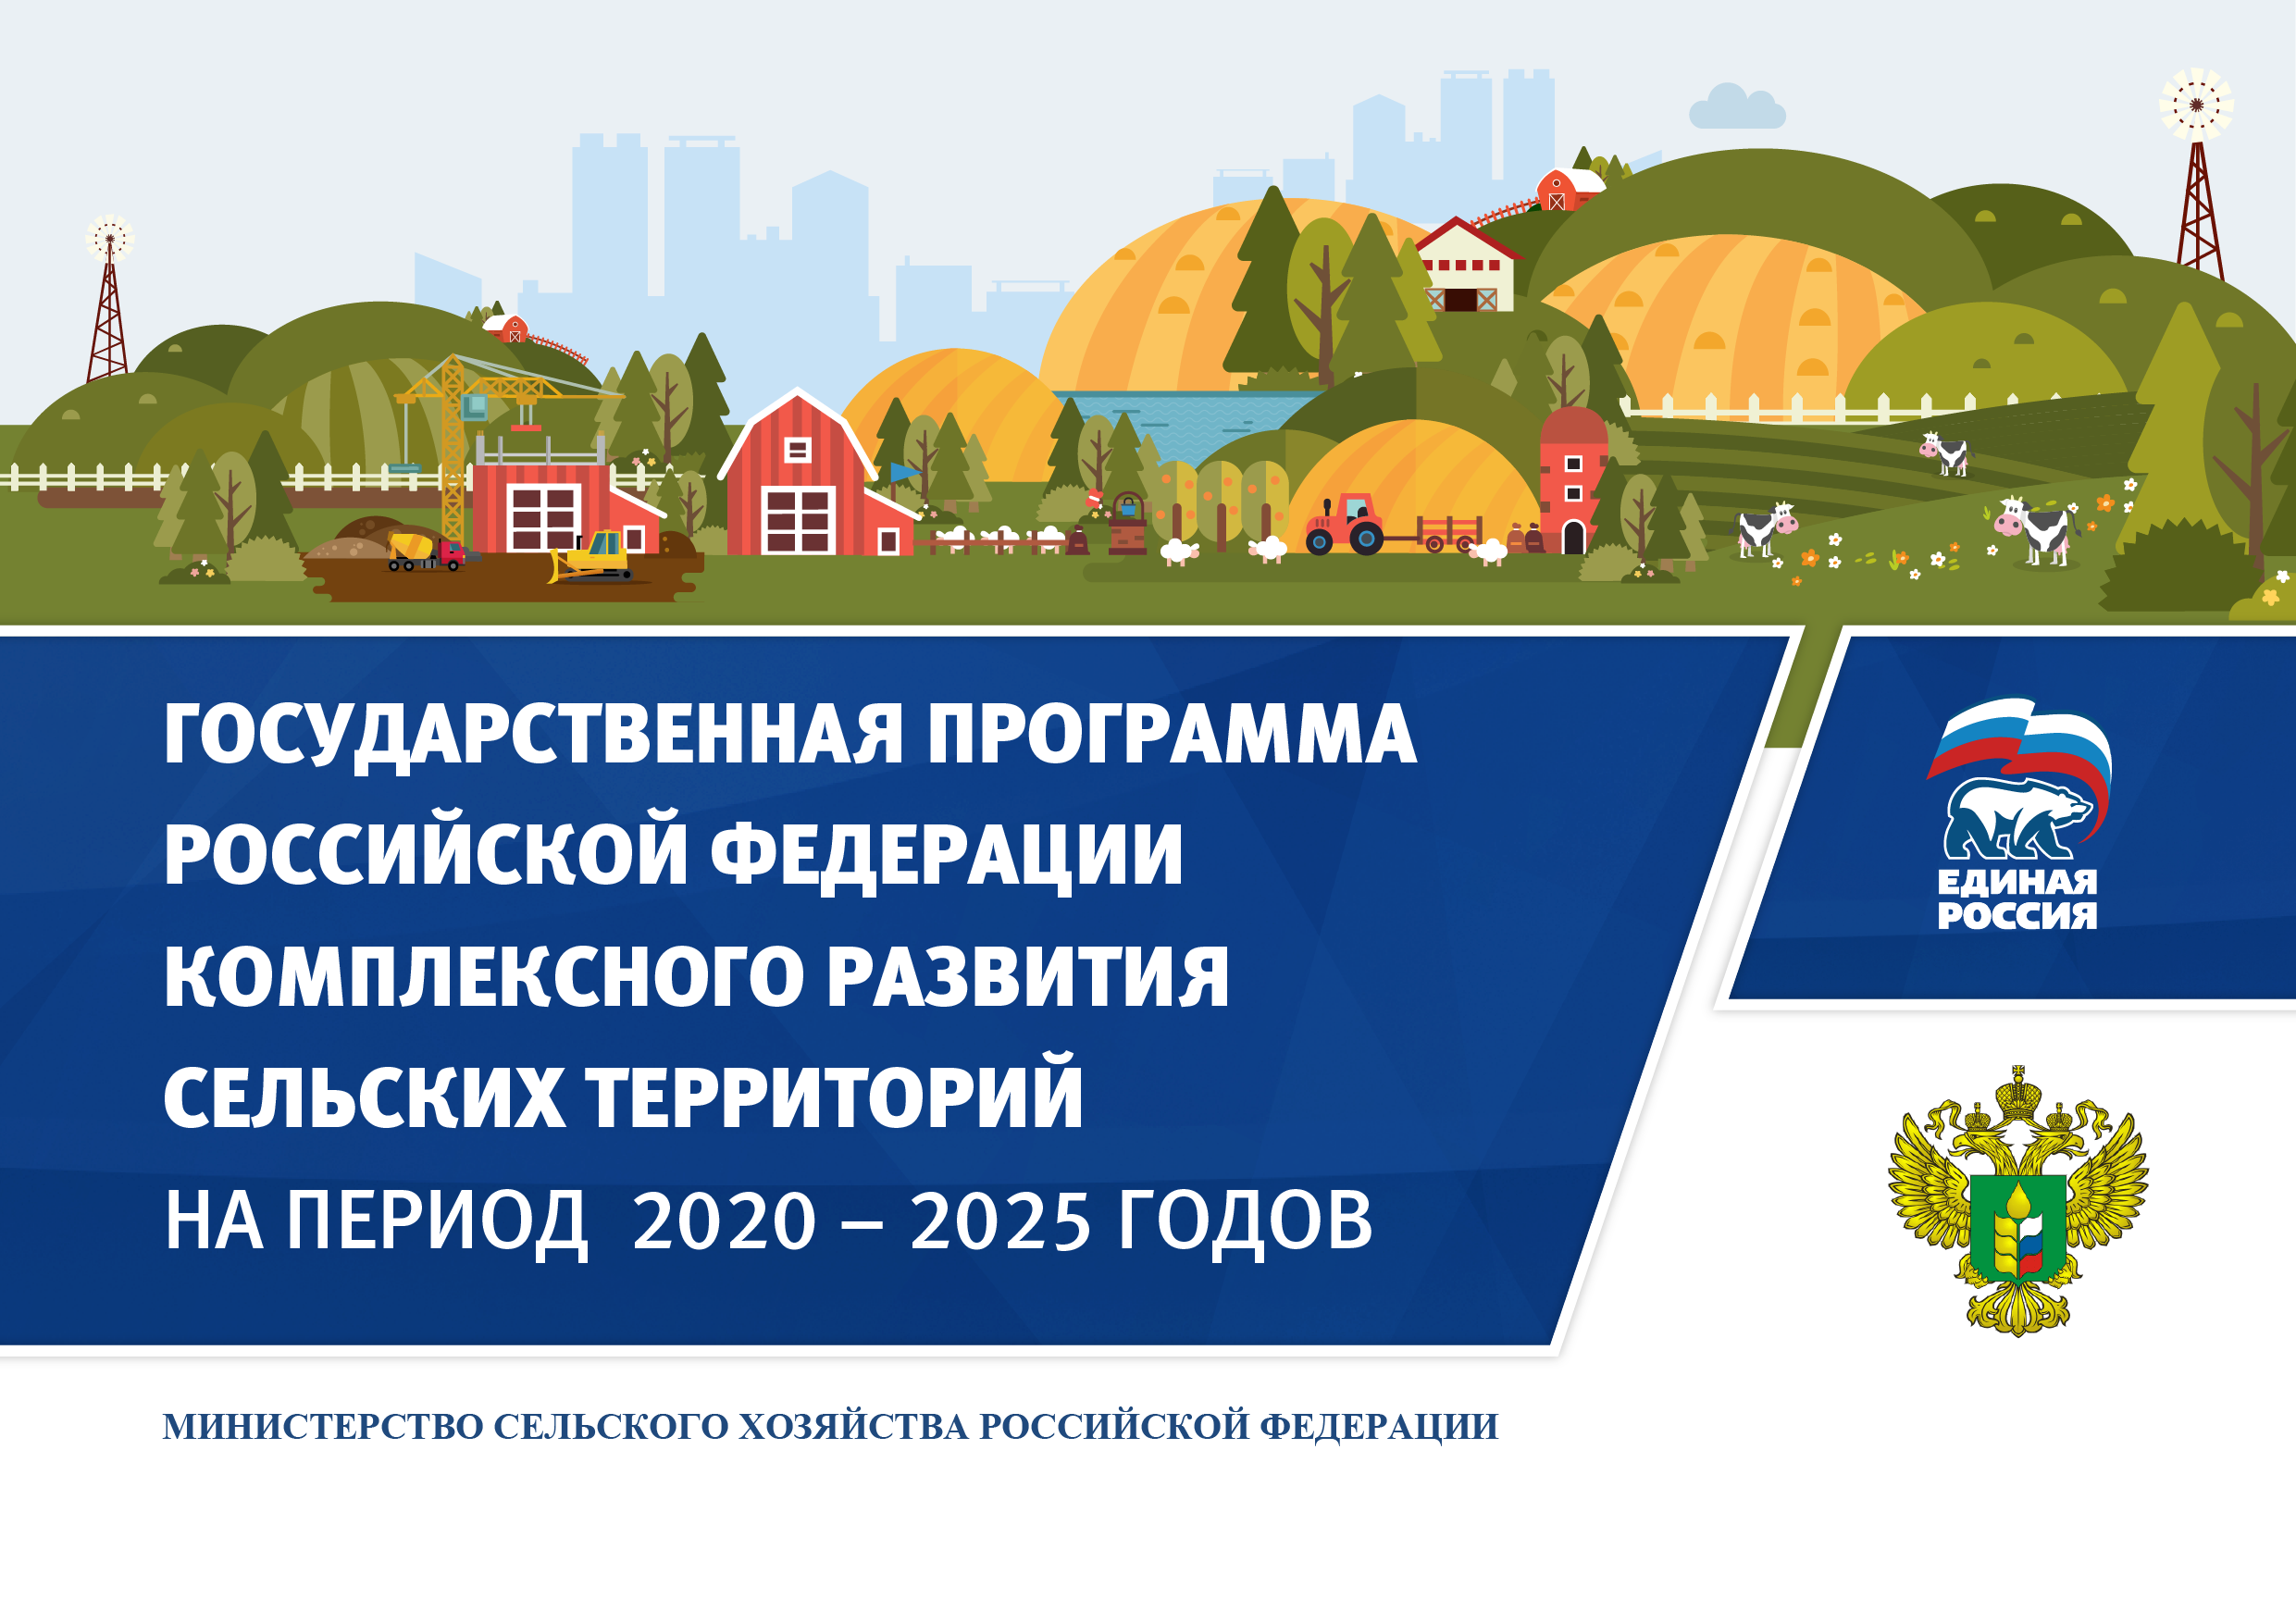 ГОСУДАРСТВЕННАЯ ПРОГРАММА
РОССИЙСКОЙ ФЕДЕРАЦИИ
КОМПЛЕКСНОГО РАЗВИТИЯ
СЕЛЬСКИХ ТЕРРИТОРИЙ
НА ПЕРИОД 2020 – 2025 ГОДОВ
ЕДИНАЯ
РОССИЯ
МИНИСТЕРСТВО СЕЛЬСКОГО ХОЗЯЙСТВА РОССИЙСКОЙ ФЕДЕРАЦИИ